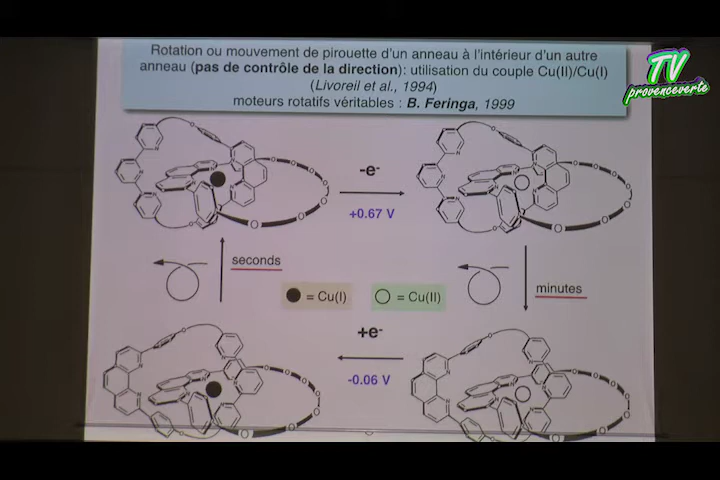 Rotation ou mouvement de pirouette d'un anneau à l'intérieur d'un autre
anneau (pas de contrôle de la direction): utilisation du couple Cu(II)/Cu(I)
(Livoreil et al., 1994)
moteurs rotatifs véritables : B. Feringa, 1999
TV
provenceverte
-e-
+0.67 V
seconds
minutes
= Cu(I)
= Cu(II)
+e-
-0.06 V